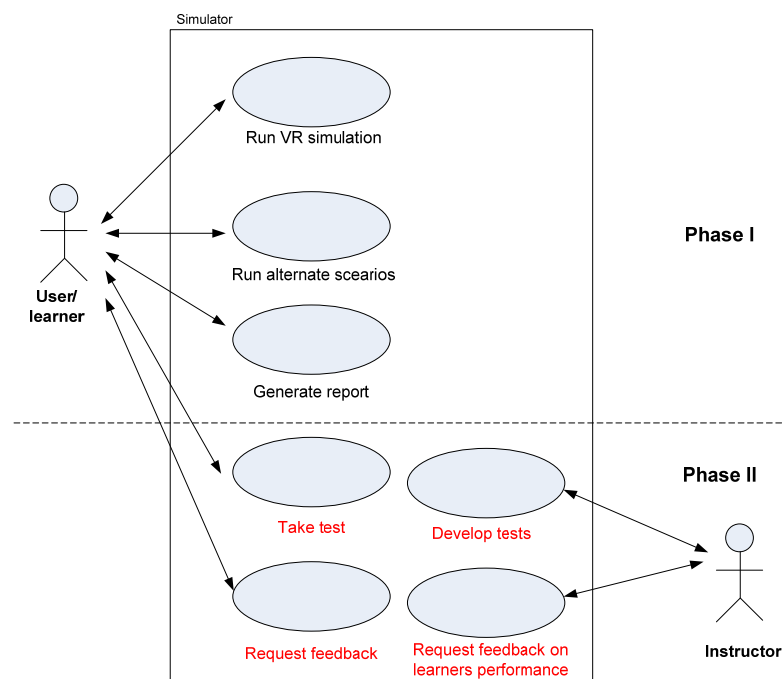 Simulator
Run VR simulation
Run alternate scearios
Phase I
User/
learner
Generate report
Phase II
Take test
Develop tests
Request feedback
Request feedback on
learners performance
Instructor